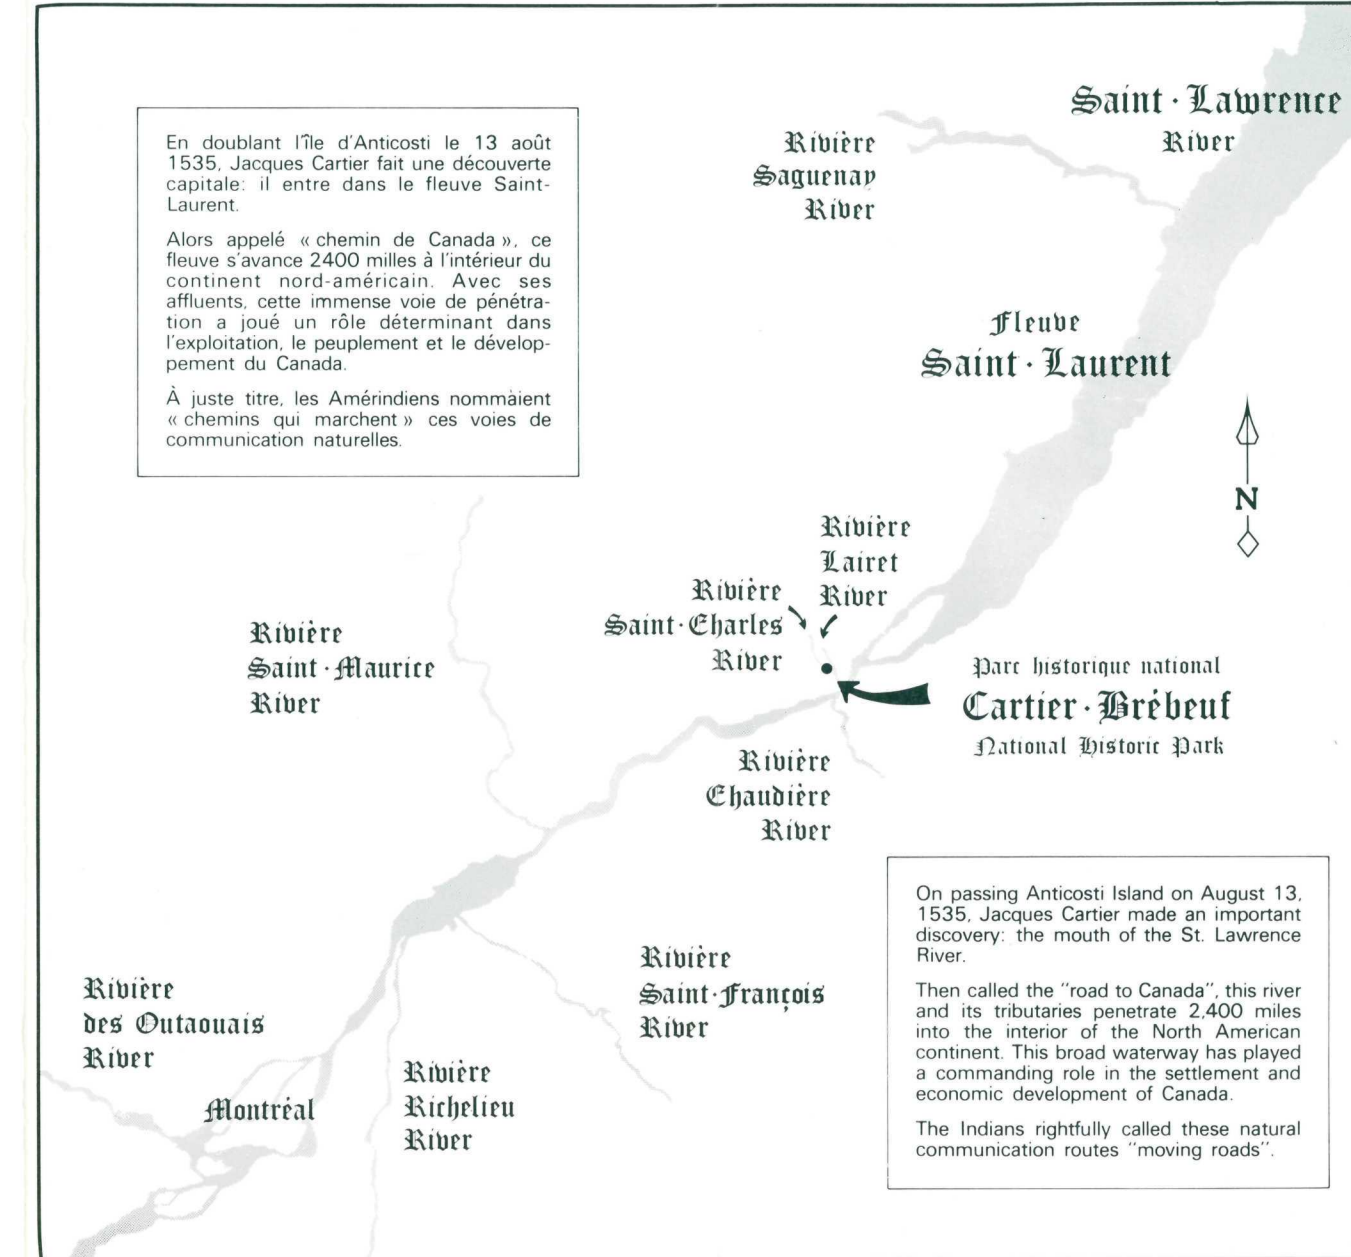 Saint·Lawrence
River
En doublant l'île d'Anticosti le 13 août
1535, Jacques Cartier fait une découverte
capitale: il entre dans le fleuve Saint-
Laurent.
Alors appelé « chemin de Canada », ce
fleuve s'avance 2400 milles à l'intérieur du
continent nord-américain. Avec ses
affluents, cette immense voie de pénétra-
tion a joué un rôle déterminant dans
l'exploitation, le peuplement et le dévelop-
pement du Canada.
À juste titre, les Amérindiens nommaient
« chemins qui marchent » ces voies de
communication naturelles.
Rivière
Saguenay
River
Fleuve
Saint·Laurent
N
Rivière
Lairet
River
Rivière
Saint·Charles
River
Rivière
Saint·Maurice
River
Parc historique national
Cartier·Brébeuf
National Historic Park
Rivière
Chaudière
River
On passing Anticosti Island on August 13,
1535, Jacques Cartier made an important
discovery: the mouth of the St. Lawrence
River.
Then called the "road to Canada", this river
and its tributaries penetrate 2,400 miles
into the interior of the North American
continent. This broad waterway has played
a commanding role in the settlement and
economic development of Canada.
The Indians rightfully called these natural
communication routes "moving roads".
Rivière
Saint·François
River
Rivière
des Outaouais
River
Montréal
Rivière
Richelieu
River